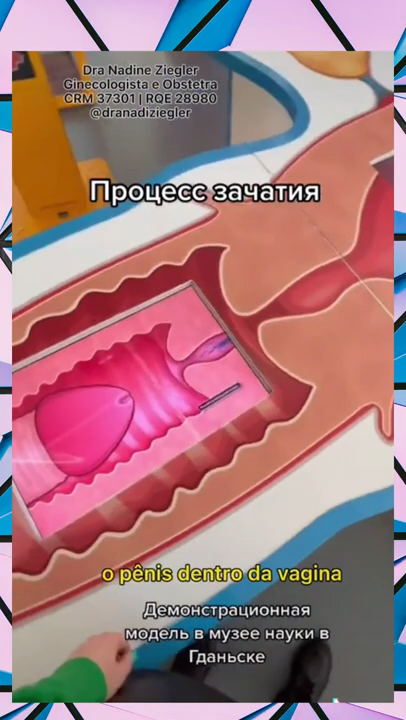 Dra Nadine Ziegler
Ginecologista e Obstetra
CRM 37301 | RQE 28980
@dranadiziegler
Процесс зачатия
o pênis dentro da vagina
Демонстрационная
модель в музее науки в
Гданьске